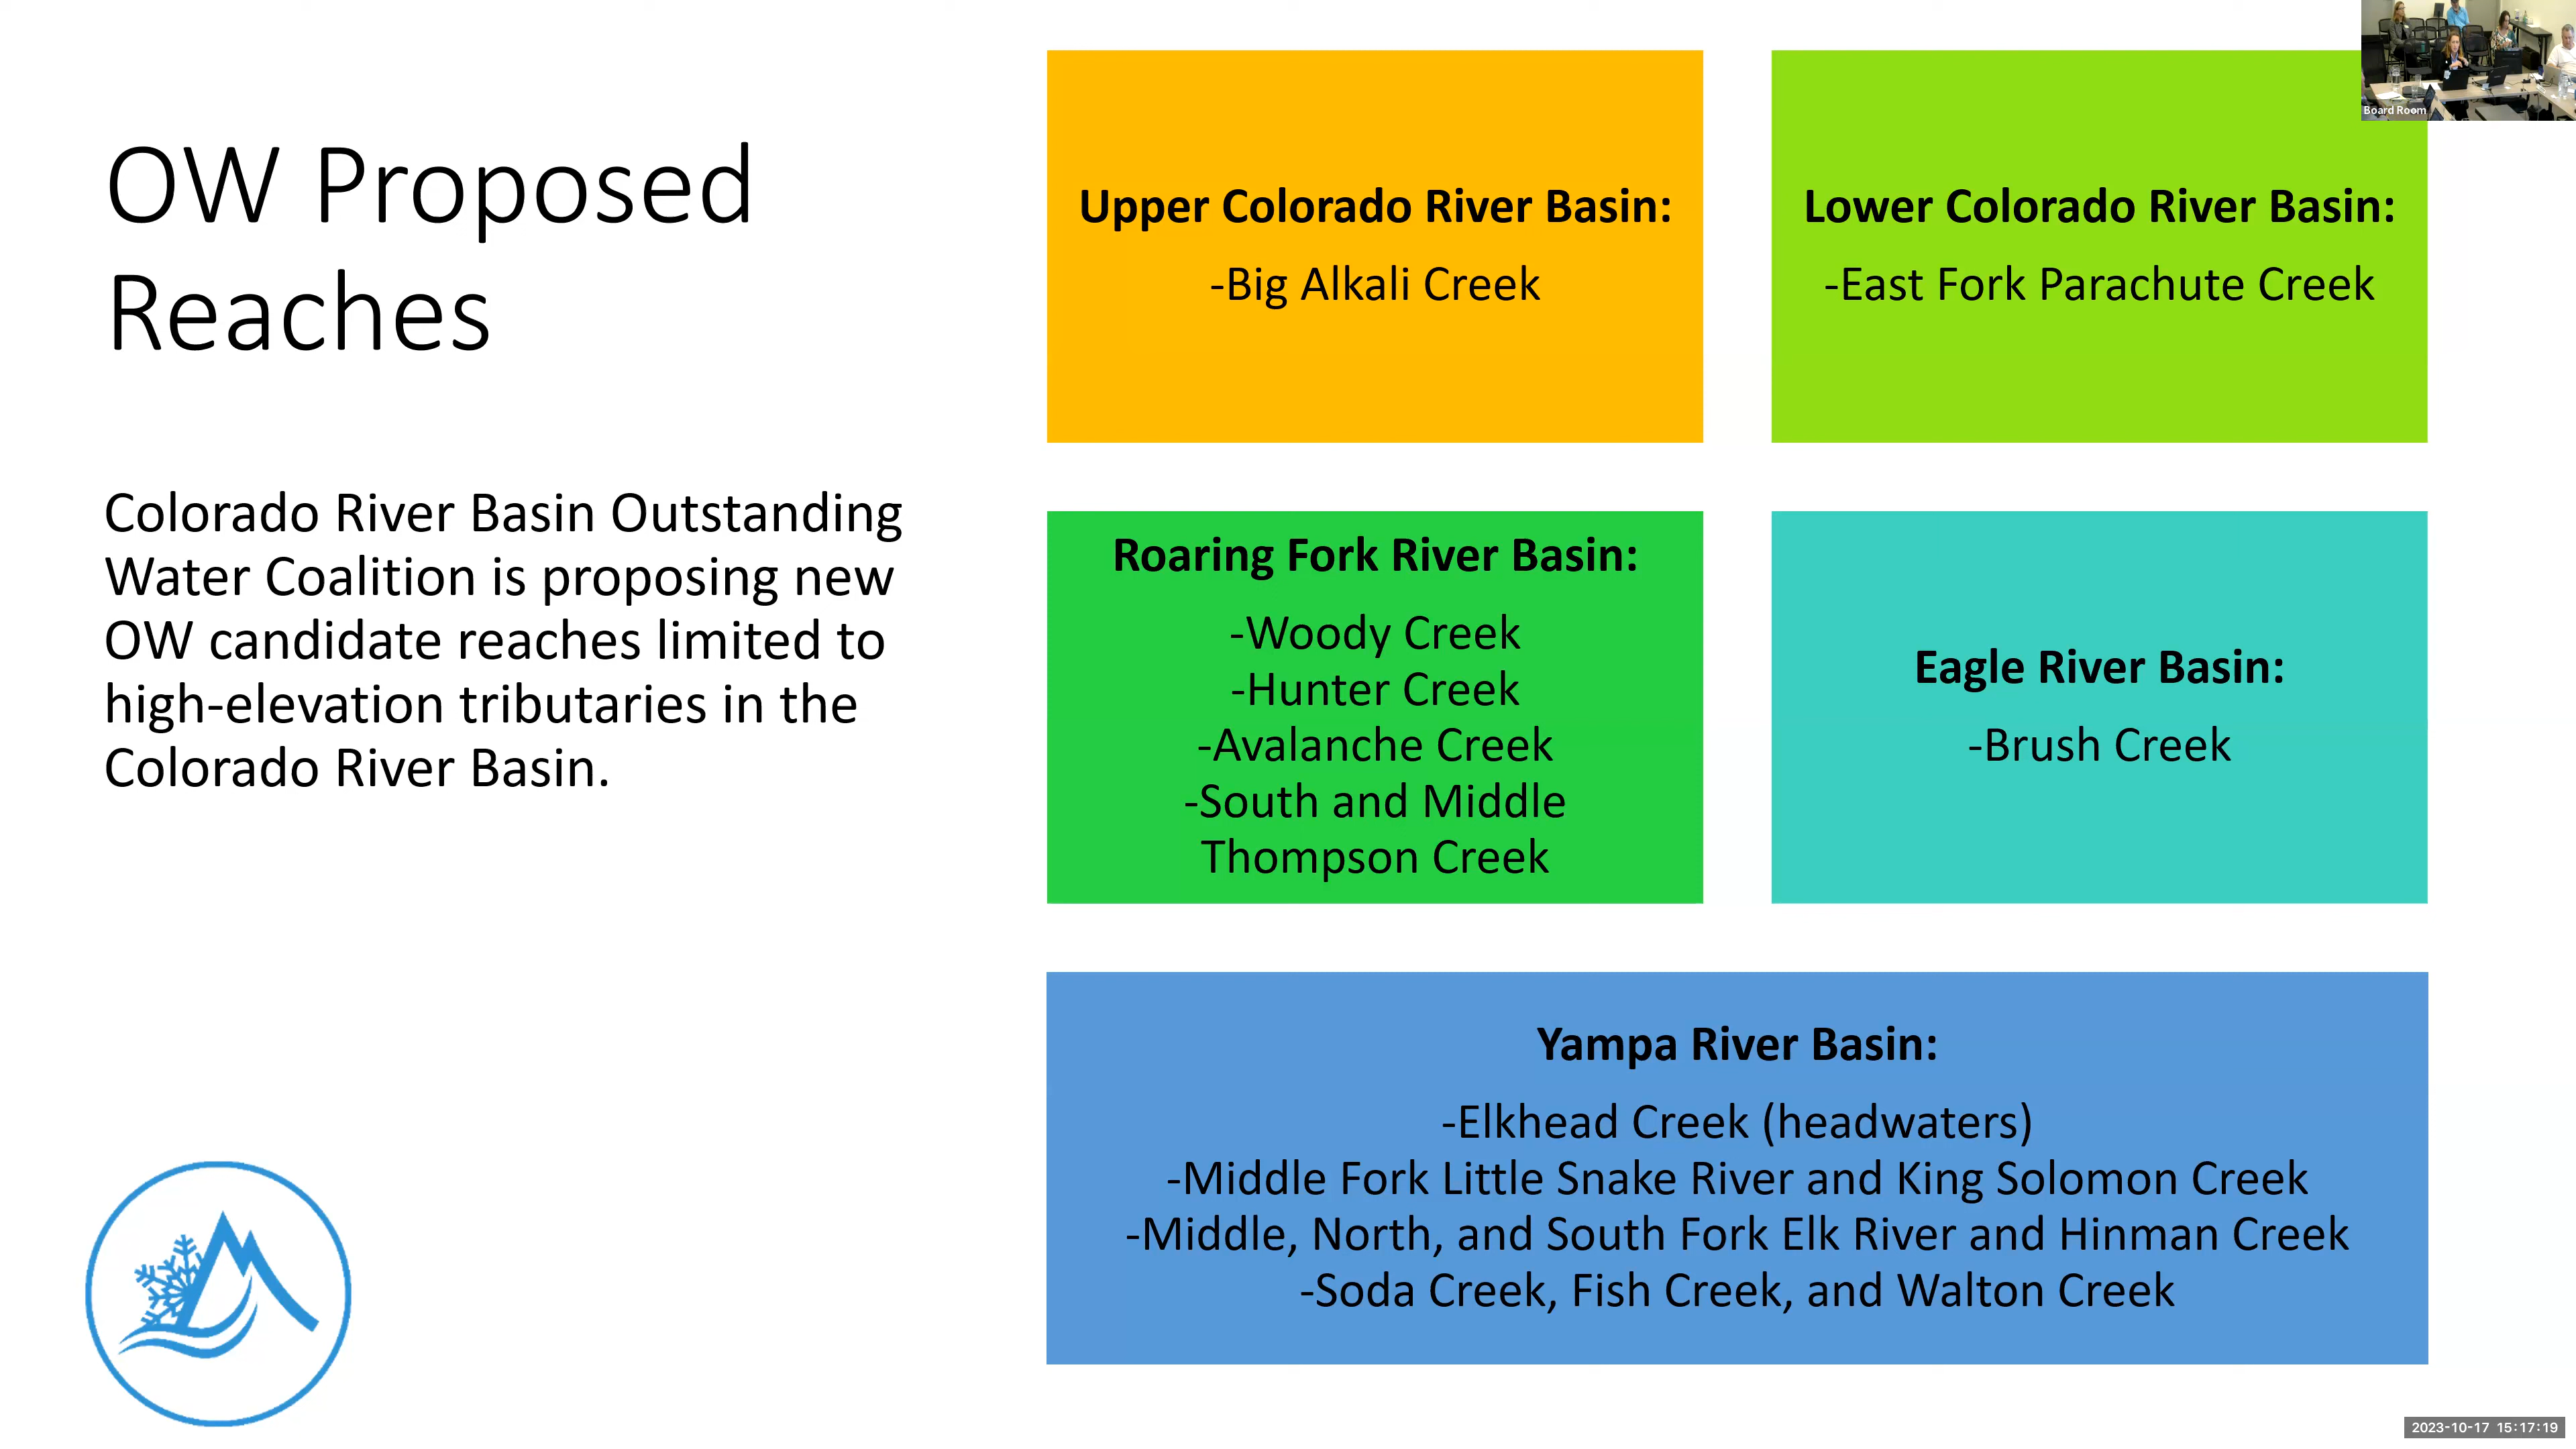 OW Proposed
Reaches
Colorado River Basin Outstanding
Water Coalition is proposing new
OW candidate reaches limited to
high-elevation tributaries in the
Colorado River Basin.
Upper Colorado River Basin:
-Big Alkali Creek
Lower Colorado River Basin:
-East Fork Parachute Creek
Roaring Fork River Basin:
-Woody Creek
-Hunter Creek
-Avalanche Creek
-South and Middle
Thompson Creek
Eagle River Basin:
-Brush Creek
Yampa River Basin:
-Elkhead Creek (headwaters)
-Middle Fork Little Snake River and King Solomon Creek
-Middle, North, and South Fork Elk River and Hinman Creek
-Soda Creek, Fish Creek, and Walton Creek
Board Room
2023-10-17 15:17:19